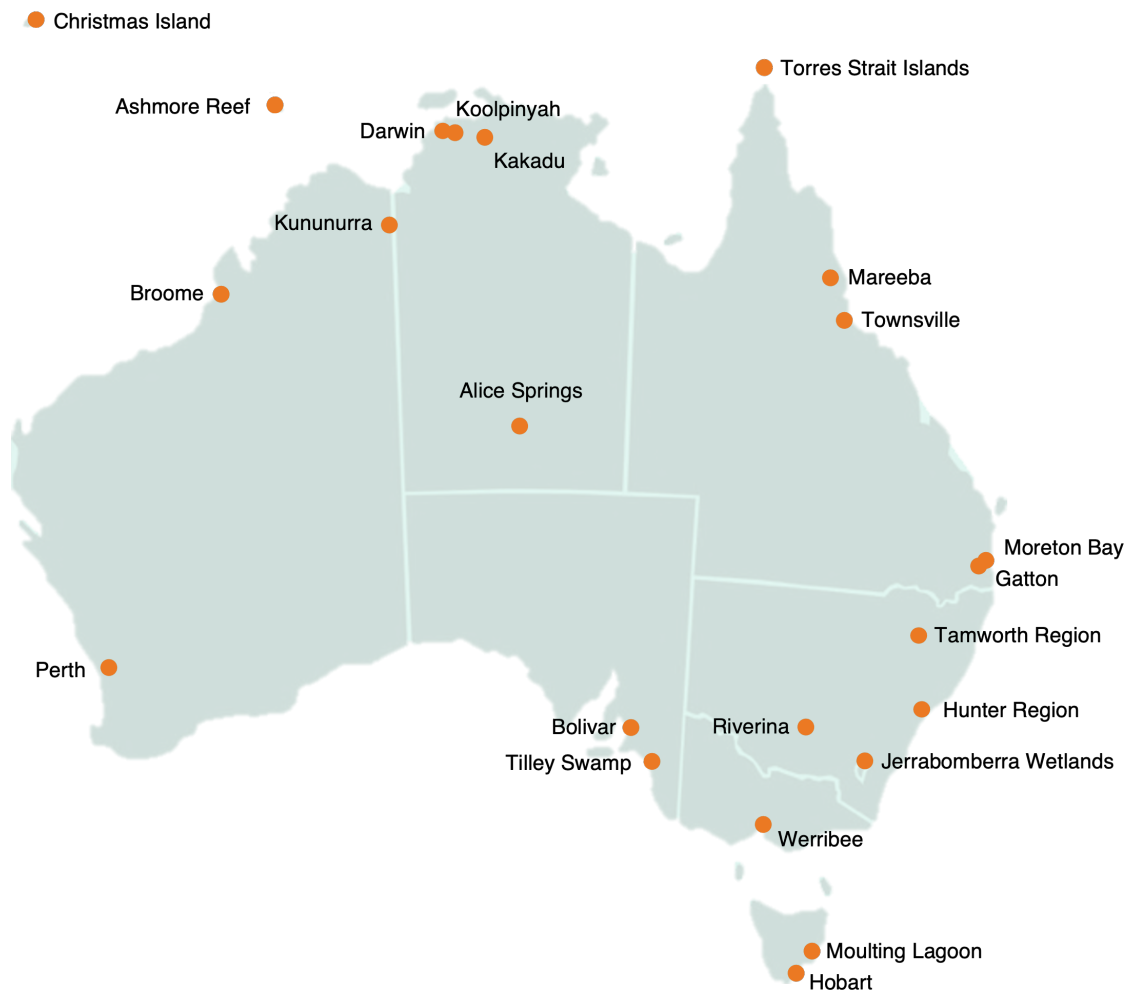 Christmas Island
Torres Strait Islands
Ashmore Reef
Koolpinyah
Darwin
Kakadu
Kununurra
Mareeba
Broome
Townsville
Alice Springs
Moreton Bay
Gatton
Tamworth Region
Perth
Hunter Region
Bolivar
Riverina
Tilley Swamp
Jerrabomberra Wetlands
Werribee
Moulting Lagoon
Hobart